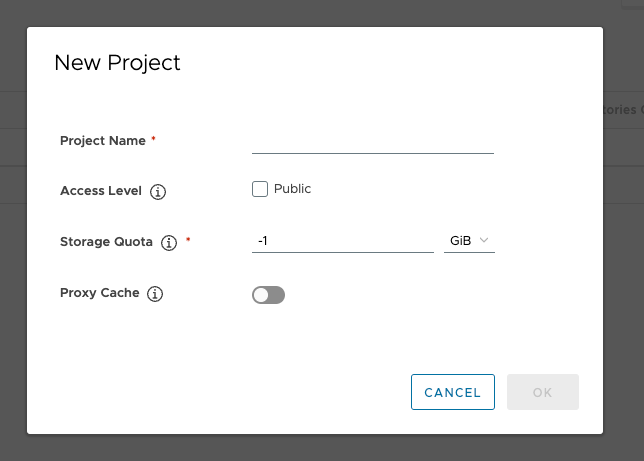 New Project
tories
Project Name *
Access Level
Public
Storage Quota *
-1
GiB
Proxy Cache
CANCEL
OK